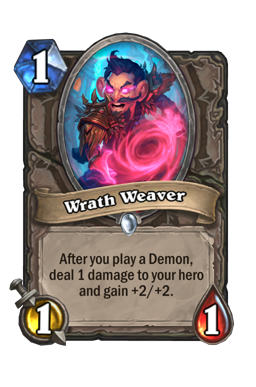 1
Wrath Weaver
After you play a Demon,
deal 1 damage to your hero
and gain +2/+2.
1
1